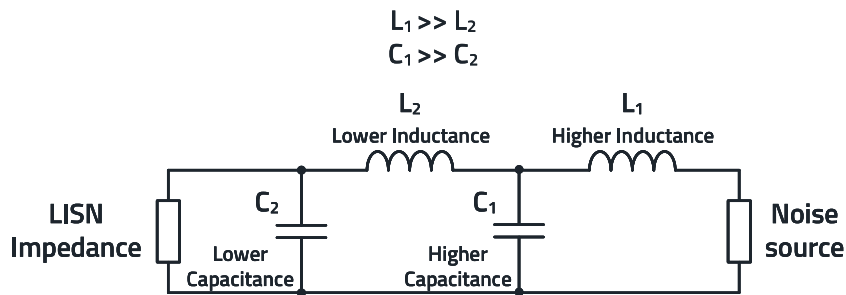 L₁ >> L₂
C₁ >> C₂
L₂
Lower Inductance
L₁
Higher Inductance
LISN
Impedance
C₂
Lower
Capacitance
C₁
Higher
Capacitance
Noise
source